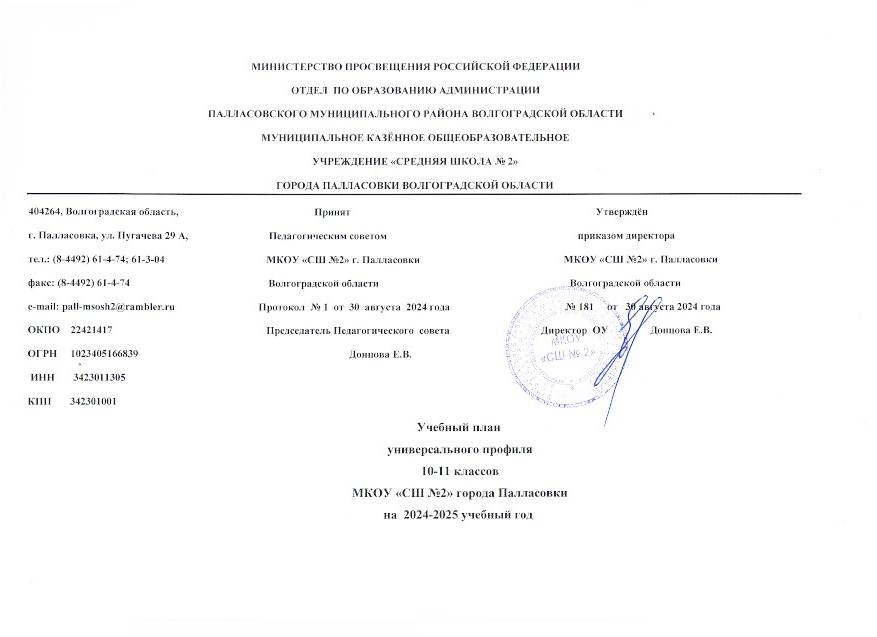 МИНИСТЕРСТВО ПРОСВЕЩЕНИЯ РОССИЙСКОЙ ФЕДЕРАЦИИ
ОТДЕЛ ПО ОБРАЗОВАНИЮ АДМИНИСТРАЦИИ
ПАЛЛАСОВСКОГО МУНИЦИПАЛЬНОГО РАЙОНА ВОЛГОГРАДСКОЙ ОБЛАСТИ
МУНИЦИПАЛЬНОЕ КАЗЁННОЕ ОБЩЕОБРАЗОВАТЕЛЬНОЕ
УЧРЕЖДЕНИЕ «СРЕДНЯЯ ШКОЛА № 2»
ГОРОДА ПАЛЛАСОВКИ ВОЛГОГРАДСКОЙ ОБЛАСТИ
404264, Волгоградская область,
г. Палласовка, ул. Пугачева 29 А,
тел.: (8-4492) 61-4-74; 61-3-04
факс: (8-4492) 61-4-74
e-mail: pall-msosh2@rambler.ru
ОКПО 22421417
ОГРН 1023405166839
ИНН 3423011305
КПП 342301001
Принят
Педагогическим советом
МКОУ «СШ №2» г. Палласовки
Волгоградской области
Протокол № 1 от 30 августа 2024 года
Председатель Педагогического совета
Донцова Е.В.
Утверждён
приказом директора
МКОУ «СШ №2» г. Палласовки
Волгоградской области
№ 181 от 30 августа 2024 года
Директор ОУ Донцова Е.В.
МКОУ
«СШ № 2»
Учебный план
универсального профиля
10-11 классов
МКОУ «СШ №2» города Палласовки
на 2024-2025 учебный год